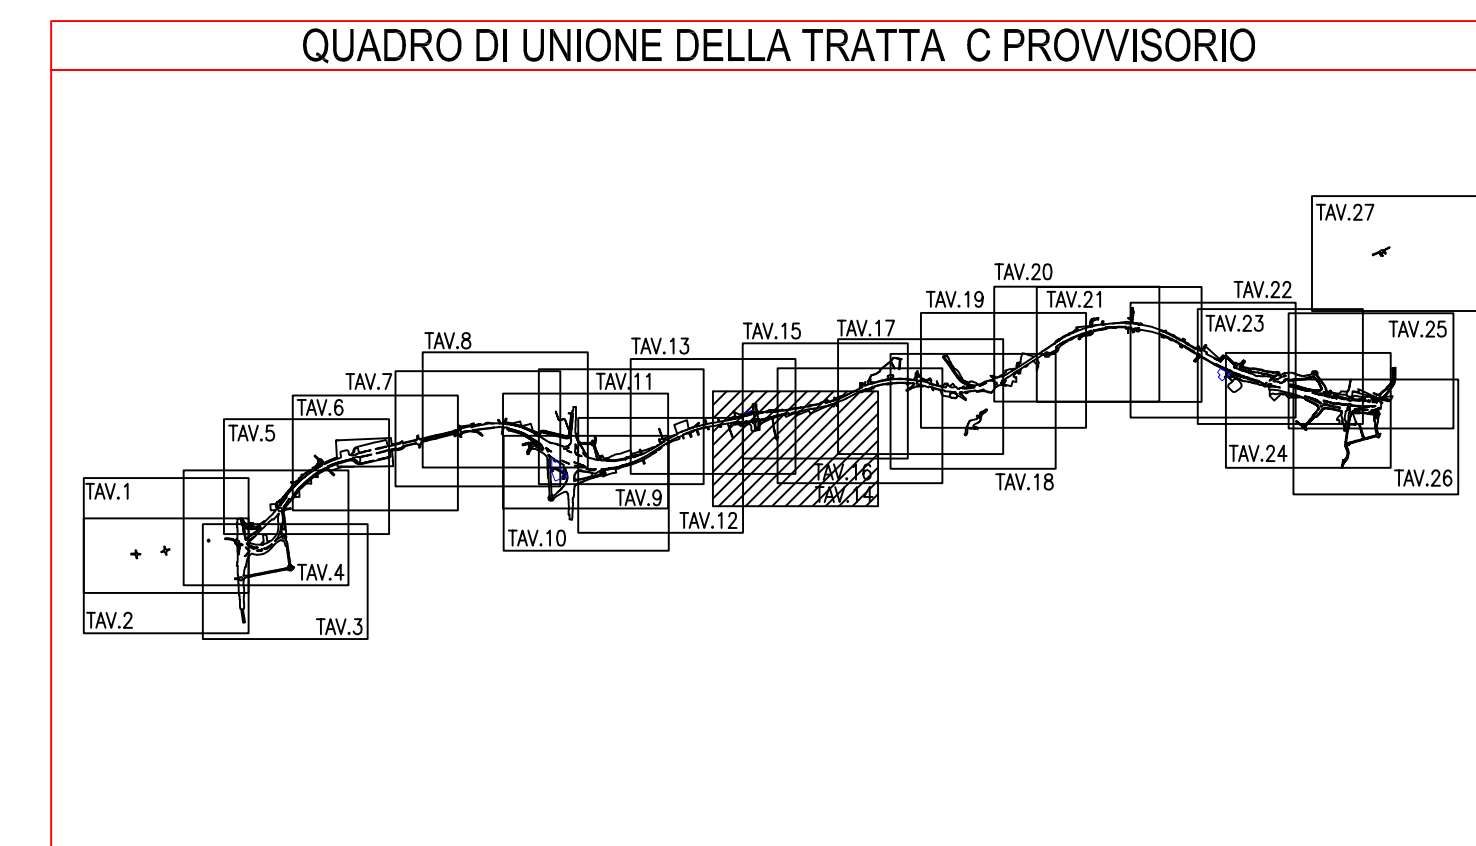 QUADRO DI UNIONE DELLA TRATTA C PROVVISORIO
TAV.27
TAV.20
TAV.22
TAV.19
TAV.21
TAV.23
TAV.25
TAV.15
TAV.17
TAV.8
TAV.13
TAV.7
TAV.11
TAV.6
TAV.5
TAV.24
TAV.16
TAV.26
TAV.18
TAV.1
TAV.9
TAV.14
TAV.12
TAV.10
TAV.4
TAV.2
TAV.3